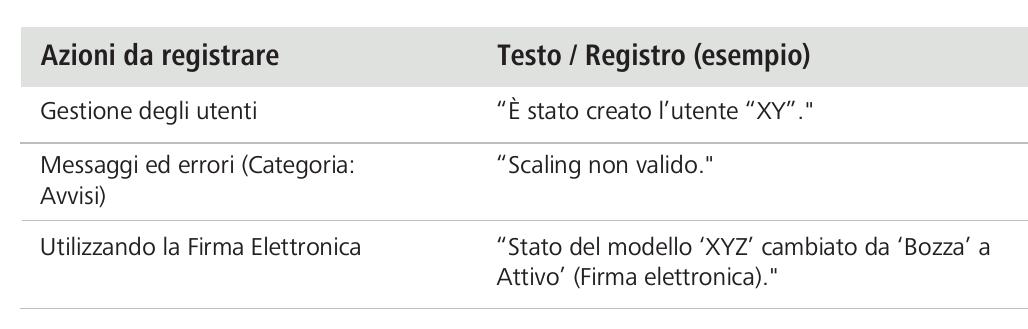 Azioni da registrare Testo / Registro (esempio)
Gestione degli utenti “È stato creato l’utente “XY”."
Messaggi ed errori (Categoria: “Scaling non valido."
Avvisi)
Utilizzando la Firma Elettronica “Stato del modello ‘XYZ’ cambiato da ‘Bozza’ a
Attivo’ (Firma elettronica)."